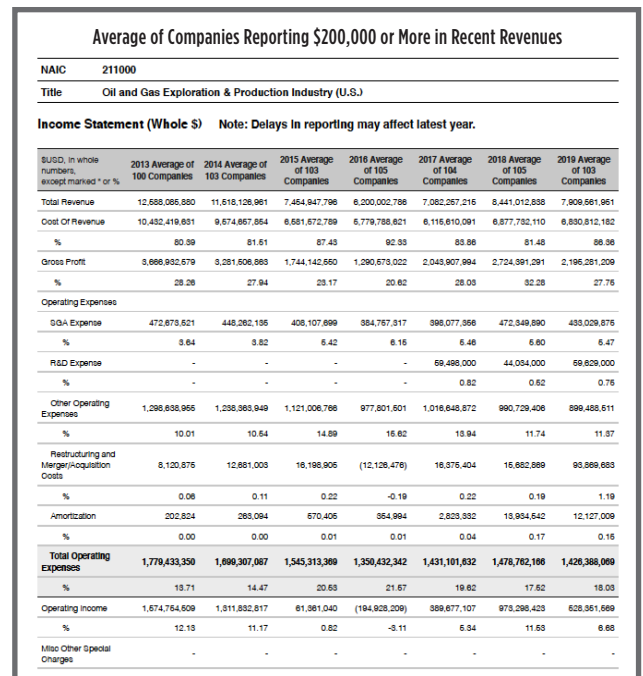 Average of Companies Reporting $200,000 or More in Recent Revenues
NAIC 211000
Title Oil and Gas Exploration & Production Industry (U.S.)
Income Statement (Whole $) Note: Delays in reporting may affect latest year.
$USD, in whole numbers, except marked * or % 2013 Average of 100 Companies 2014 Average of 103 Companies 2015 Average of 103 Companies 2016 Average of 105 Companies 2017 Average of 104 Companies 2018 Average of 105 Companies 2019 Average of 103 Companies
Total Revenue 12,588,085,880 11,518,126,961 7,454,947,796 6,200,002,786 7,082,257,215 8,441,012,838 7,909,661,951
Cost Of Revenue 10,432,419,631 9,574,657,854 6,581,572,789 5,779,788,621 6,115,610,091 6,877,732,110 6,830,812,182
% 80.39 81.51 87.43 92.33 83.86 81.48 86.36
Gross Profit 3,666,932,579 3,281,506,863 1,744,142,550 1,290,573,022 2,043,907,994 2,724,391,291 2,195,281,209
% 28.26 27.94 23.17 20.62 28.03 32.28 27.75
Operating Expenses
SGA Expense 472,673,521 448,262,135 408,107,699 384,757,317 398,077,356 472,349,890 433,029,875
% 3.64 3.82 5.42 6.15 5.46 5.60 5.47
R&D Expense - - - - 59,498,000 44,034,000 59,629,000
% - - - - 0.82 0.52 0.75
Other Operating Expenses 1,298,638,955 1,238,363,949 1,121,006,766 977,801,501 1,016,648,872 990,729,406 899,488,511
% 10.01 10.54 14.89 15.62 13.94 11.74 11.37
Restructuring and Merger/Acquisition Costs 8,120,875 12,681,003 16,198,905 (12,126,476) 16,375,404 15,682,869 93,869,683
% 0.06 0.11 0.22 -0.19 0.22 0.19 1.19
Amortization 202,824 263,094 570,405 354,994 2,823,332 13,934,542 12,127,009
% 0.00 0.00 0.01 0.01 0.04 0.17 0.15
Total Operating Expenses 1,779,433,350 1,699,307,087 1,545,313,369 1,350,432,342 1,431,101,632 1,478,762,166 1,426,388,069
% 13.71 14.47 20.53 21.57 19.62 17.52 18.03
Operating Income 1,574,764,509 1,311,832,817 61,361,040 (194,928,209) 389,677,107 973,298,423 528,351,569
% 12.13 11.17 0.82 -3.11 5.34 11.53 6.68
Misc Other Special Charges - - - - - - -